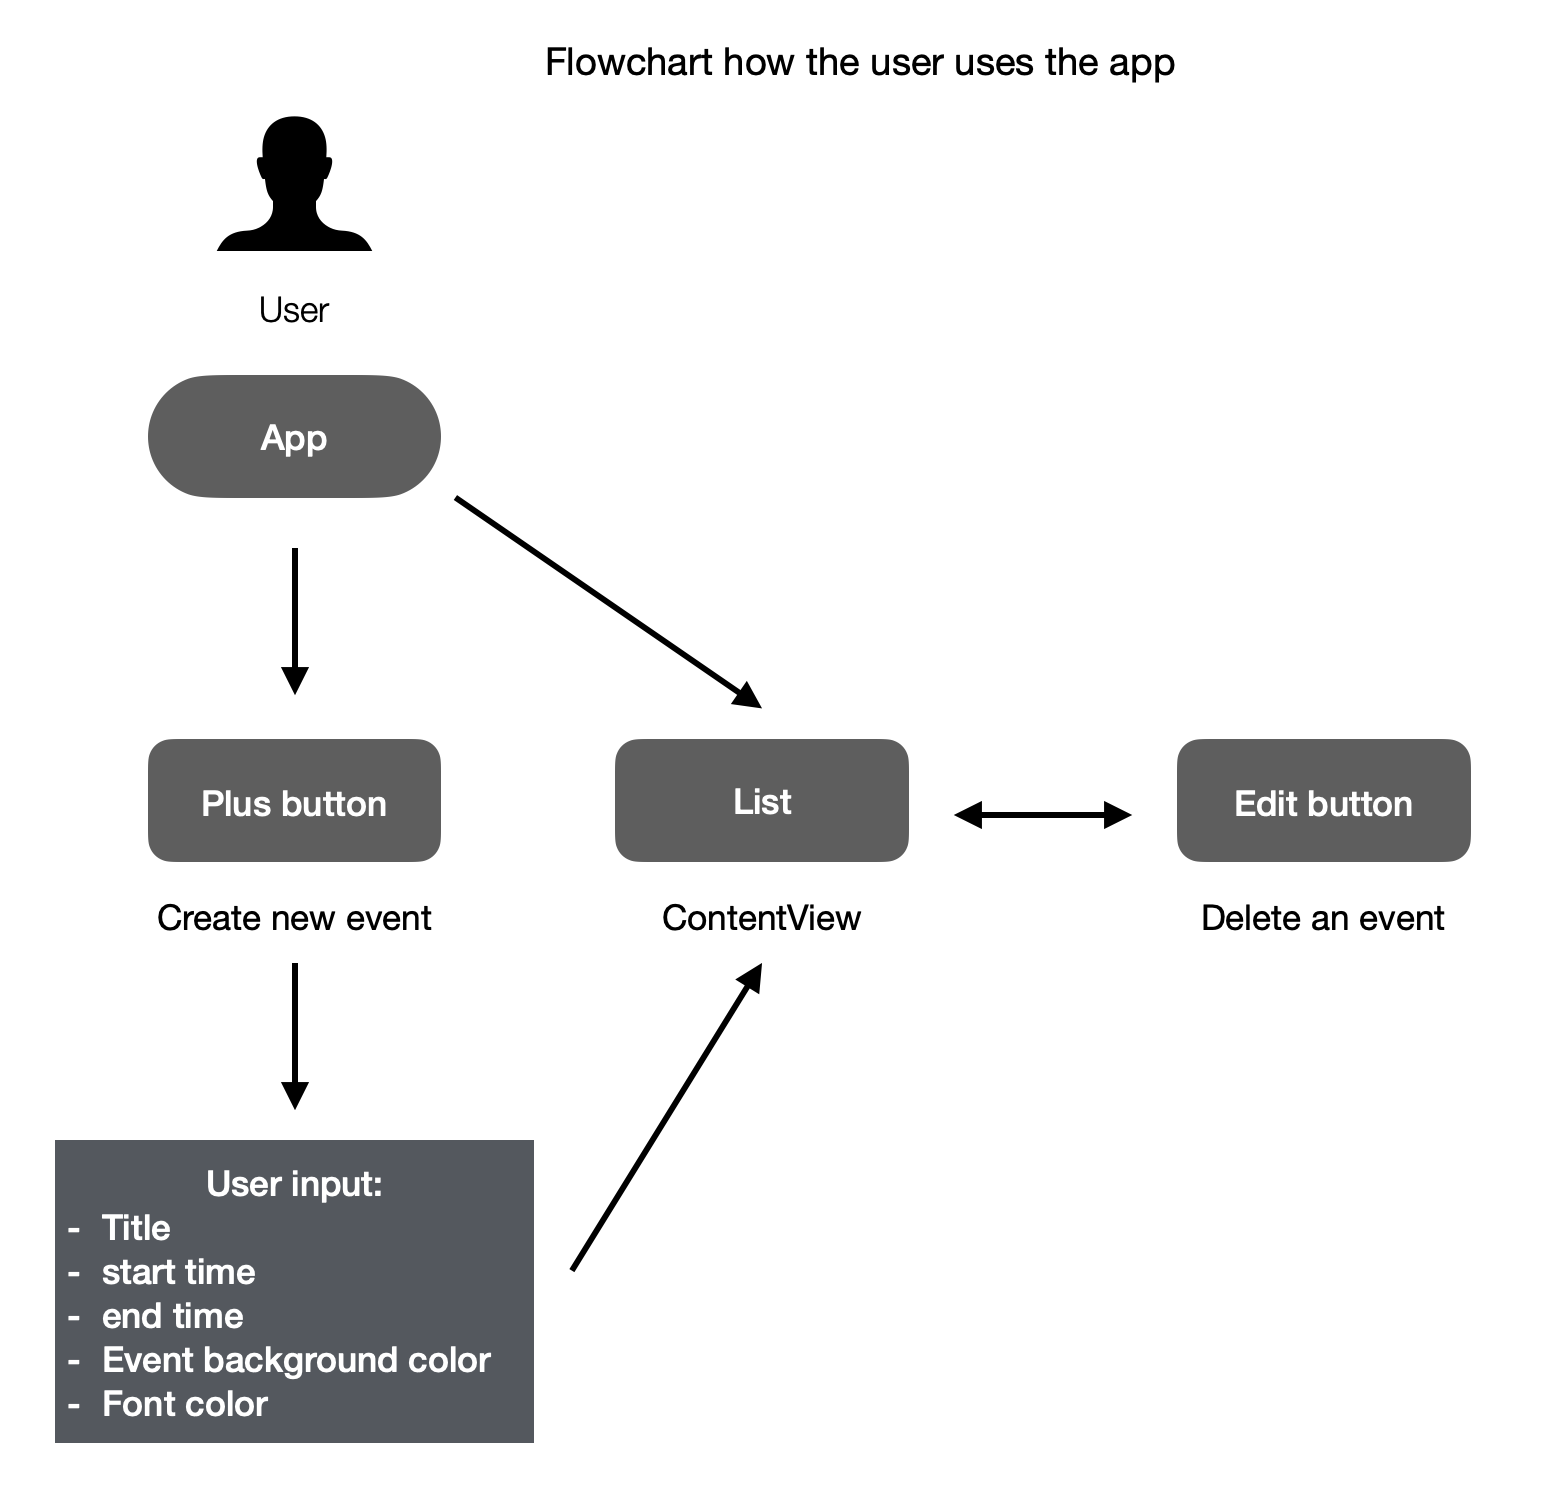 Flowchart how the user uses the app
User
App
Plus button
List
Edit button
Create new event
ContentView
Delete an event
User input:
- Title
- start time
- end time
- Event background color
- Font color